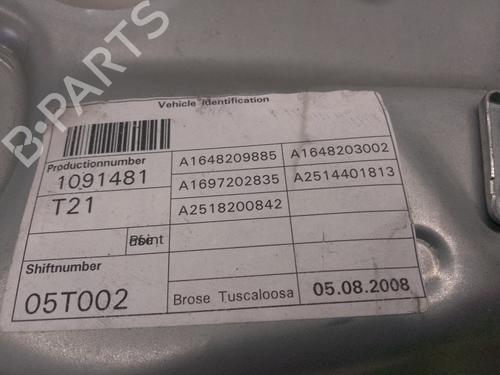 B-PARTS
Vehicle identification
Productionnumber
1091481
T21
Shiftnumber
05T002
A1648209885 A1648203002
A1697202835 A2514401813
A2518200842
Brose Tuscaloosa 05.08.2008